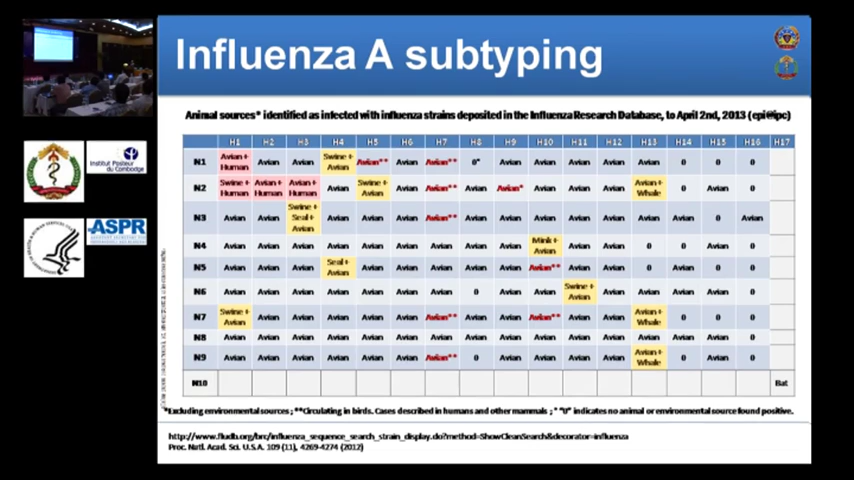 Influenza A subtyping
Animal sources* identified as infected with influenza strains deposited in the Influenza Research Database, to April 2nd, 2013 (epi@ipc)
H1 H2 H3 H4 H5 H6 H7 H8 H9 H10 H11 H12 H13 H14 H15 H16 H17
N1 Avian + Human Avian Avian Swine + Avian Avian** Avian Avian** 0" Avian Avian Avian Avian Avian 0 0 0
N2 Swine + Human Avian + Human Avian + Human Avian Swine + Avian Avian Avian** Avian Avian* Avian Avian Avian Avian + Whale 0 Avian 0
N3 Avian Avian Swine + Seal + Avian Avian Avian Avian Avian** Avian Avian Avian Avian Avian Avian Avian 0 Avian
N4 Avian Avian Avian Avian Avian Avian Avian Avian Avian Mink + Avian Avian Avian 0 0 Avian 0
N5 Avian Avian Avian Seal + Avian Avian Avian Avian Avian Avian Avian** Avian Avian 0 Avian Avian 0
N6 Avian Avian Avian Avian Avian Avian Avian 0 Avian Avian Swine + Avian Avian Avian Avian Avian 0
N7 Swine + Avian Avian Avian Avian Avian Avian Avian** Avian Avian Avian** Avian Avian Avian + Whale 0 0 0
N8 Avian Avian Avian Avian Avian Avian Avian Avian Avian Avian Avian Avian Avian Avian Avian 0
N9 Avian Avian Avian Avian Avian Avian Avian** 0 Avian Avian Avian Avian Avian + Whale 0 Avian 0
N10 Bat
*Excluding environmental sources; **Circulating in birds. Cases described in humans and other mammals; " "0" indicates no animal or environmental source found positive.
http://www.fludb.org/brc/influenza_sequence_search_strain_display.do?method=ShowCleanSearch&decorator=influenza
Proc. Natl. Acad. Sci. U.S.A. 109 (11), 4269-4274 (2012)
Institut Pasteur
du Cambodge
ASPR